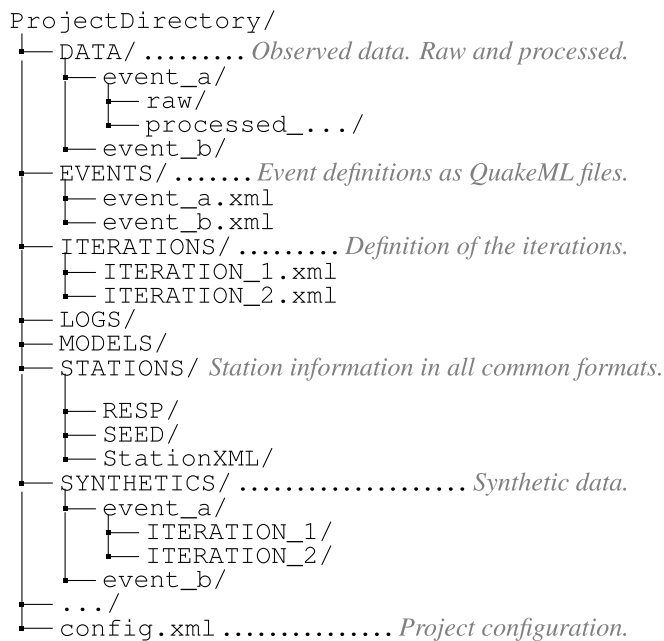 ProjectDirectory/
DATA/ ......... Observed data. Raw and processed.
event_a/
raw/
processed_.../
event_b/
EVENTS/ ....... Event definitions as QuakeML files.
event_a.xml
event_b.xml
ITERATIONS/ ......... Definition of the iterations.
ITERATION_1.xml
ITERATION_2.xml
LOGS/
MODELS/
STATIONS/ Station information in all common formats.
RESP/
SEED/
StationXML/
SYNTHETICS/ .................... Synthetic data.
event_a/
ITERATION_1/
ITERATION_2/
event_b/
.../
config.xml ............... Project configuration.